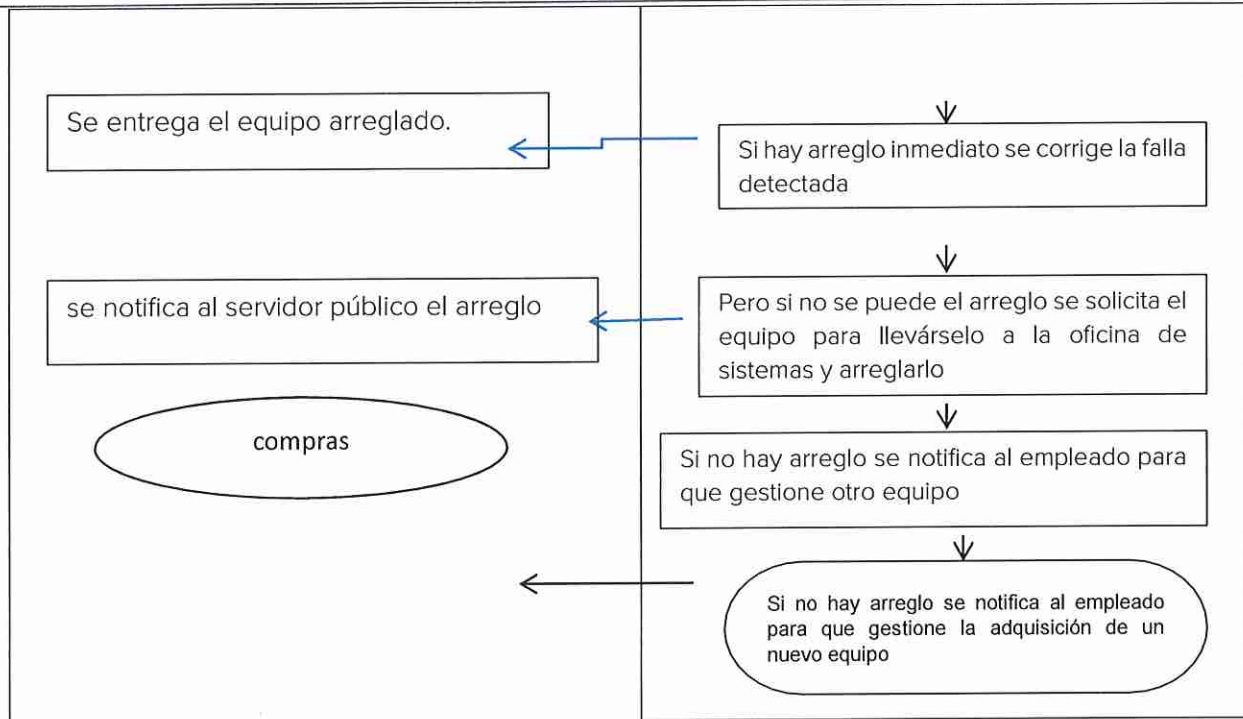 Se entrega el equipo arreglado.
Si hay arreglo inmediato se corrige la falla
detectada
se notifica al servidor público el arreglo
Pero si no se puede el arreglo se solicita el
equipo para llevárselo a la oficina de
sistemas y arreglarlo
compras
Si no hay arreglo se notifica al empleado para
que gestione otro equipo
Si no hay arreglo se notifica al empleado
para que gestione la adquisición de un
nuevo equipo